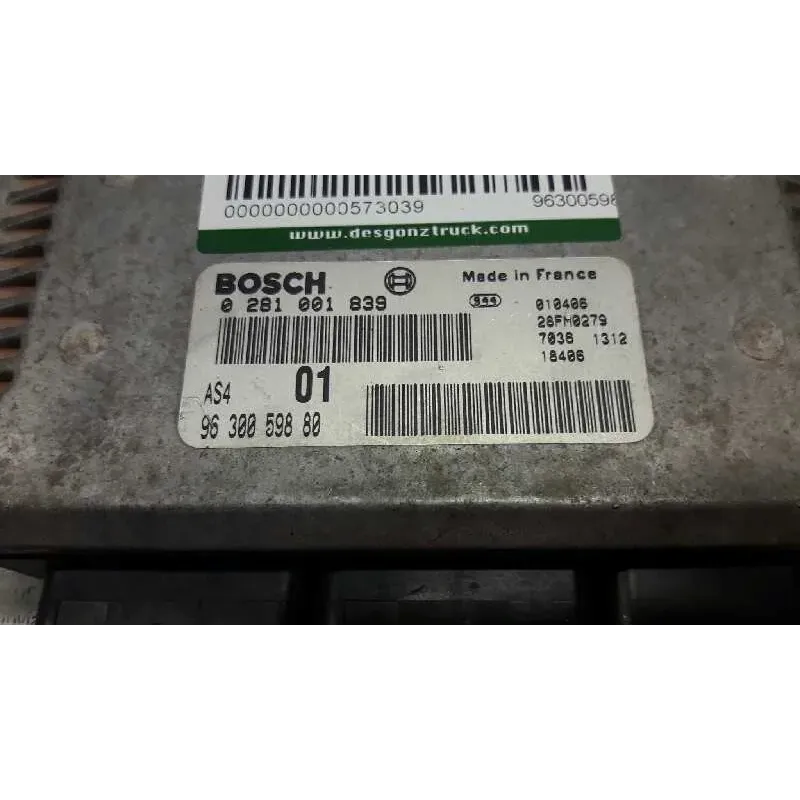 0000000000573039 9630059
www.desgonztruck.com
BOSCH Made in France
0 281 001 839 010406
28FM0279
7036 1312
18406
AS4 01
96 300 598 80